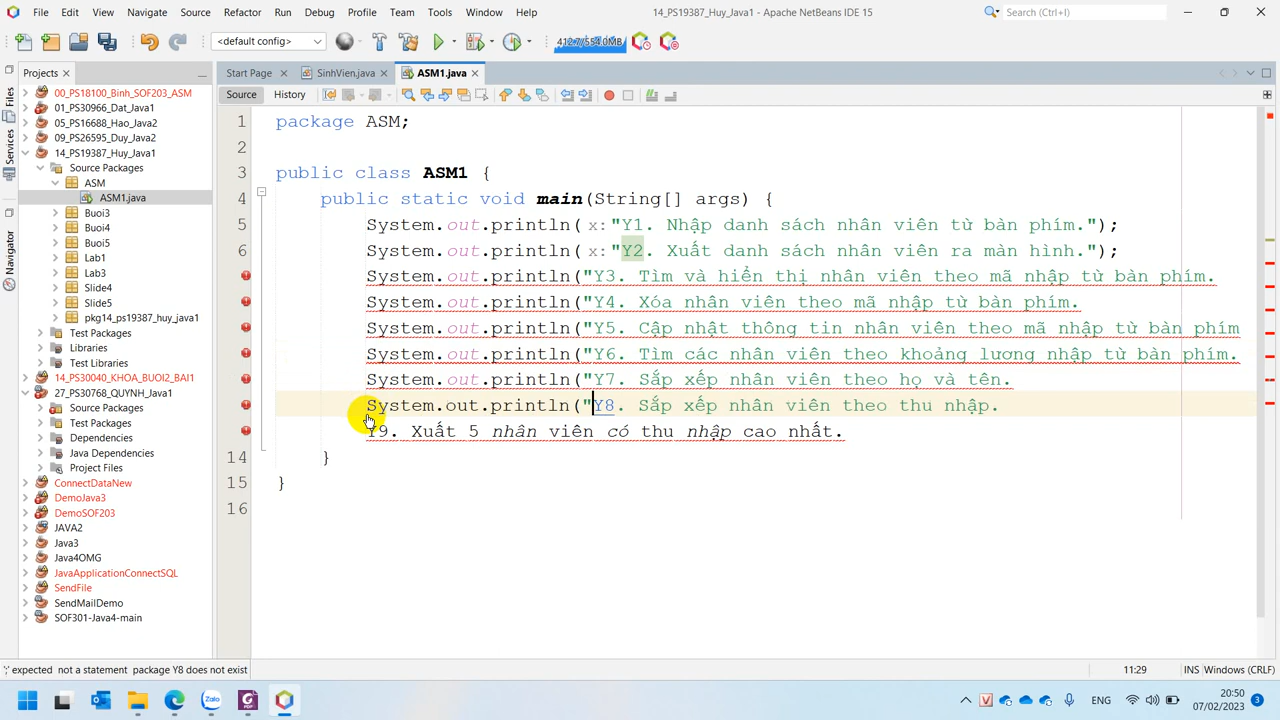 File Edit View Navigate Source Refactor Run Debug Profile Team Tools Window Help 14_PS19387_Huy_Java1 - Apache NetBeans IDE 15 Search (Ctrl+I)
<default config> 412.7/554.0MB
Projects Start Page SinhVien.java ASM1.java
Files
Services
Navigator
Source History
00_PS18100_Binh_SOF203_ASM
01_PS30966_Dat_Java1
05_PS16688_Hao_Java2
09_PS26595_Duy_Java2
14_PS19387_Huy_Java1
Source Packages
ASM
ASM1.java
Buoi3
Buoi4
Buoi5
Lab1
Lab3
Slide4
Slide5
pkg14_ps19387_huy_java1
Test Packages
Libraries
Test Libraries
14_PS30040_KHOA_BUOI2_BAI1
27_PS30768_QUYNH_Java1
Source Packages
Test Packages
Dependencies
Java Dependencies
Project Files
ConnectDataNew
DemoJava3
DemoSOF203
JAVA2
Java3
Java4OMG
JavaApplicationConnectSQL
SendFile
SendMailDemo
SOF301-Java4-main
1 package ASM;
2
3 public class ASM1 {
4 public static void main(String[] args) {
5 System.out.println( x: "Y1. Nhập danh sách nhân viên từ bàn phím.");
6 System.out.println( x: "Y2. Xuất danh sách nhân viên ra màn hình.");
System.out.println("Y3. Tìm và hiển thị nhân viên theo mã nhập từ bàn phím.
System.out.println("Y4. Xóa nhân viên theo mã nhập từ bàn phím.
System.out.println("Y5. Cập nhật thông tin nhân viên theo mã nhập từ bàn phím
System.out.println("Y6. Tìm các nhân viên theo khoảng lương nhập từ bàn phím.
System.out.println("Y7. Sắp xếp nhân viên theo họ và tên.
System.out.println("Y8. Sắp xếp nhân viên theo thu nhập.
Y9. Xuất 5 nhân viên có thu nhập cao nhất.
14 }
15 }
16
';' expected not a statement package Y8 does not exist 11:29 INS Windows (CRLF)
Zalo ENG 20:50
07/02/2023 3